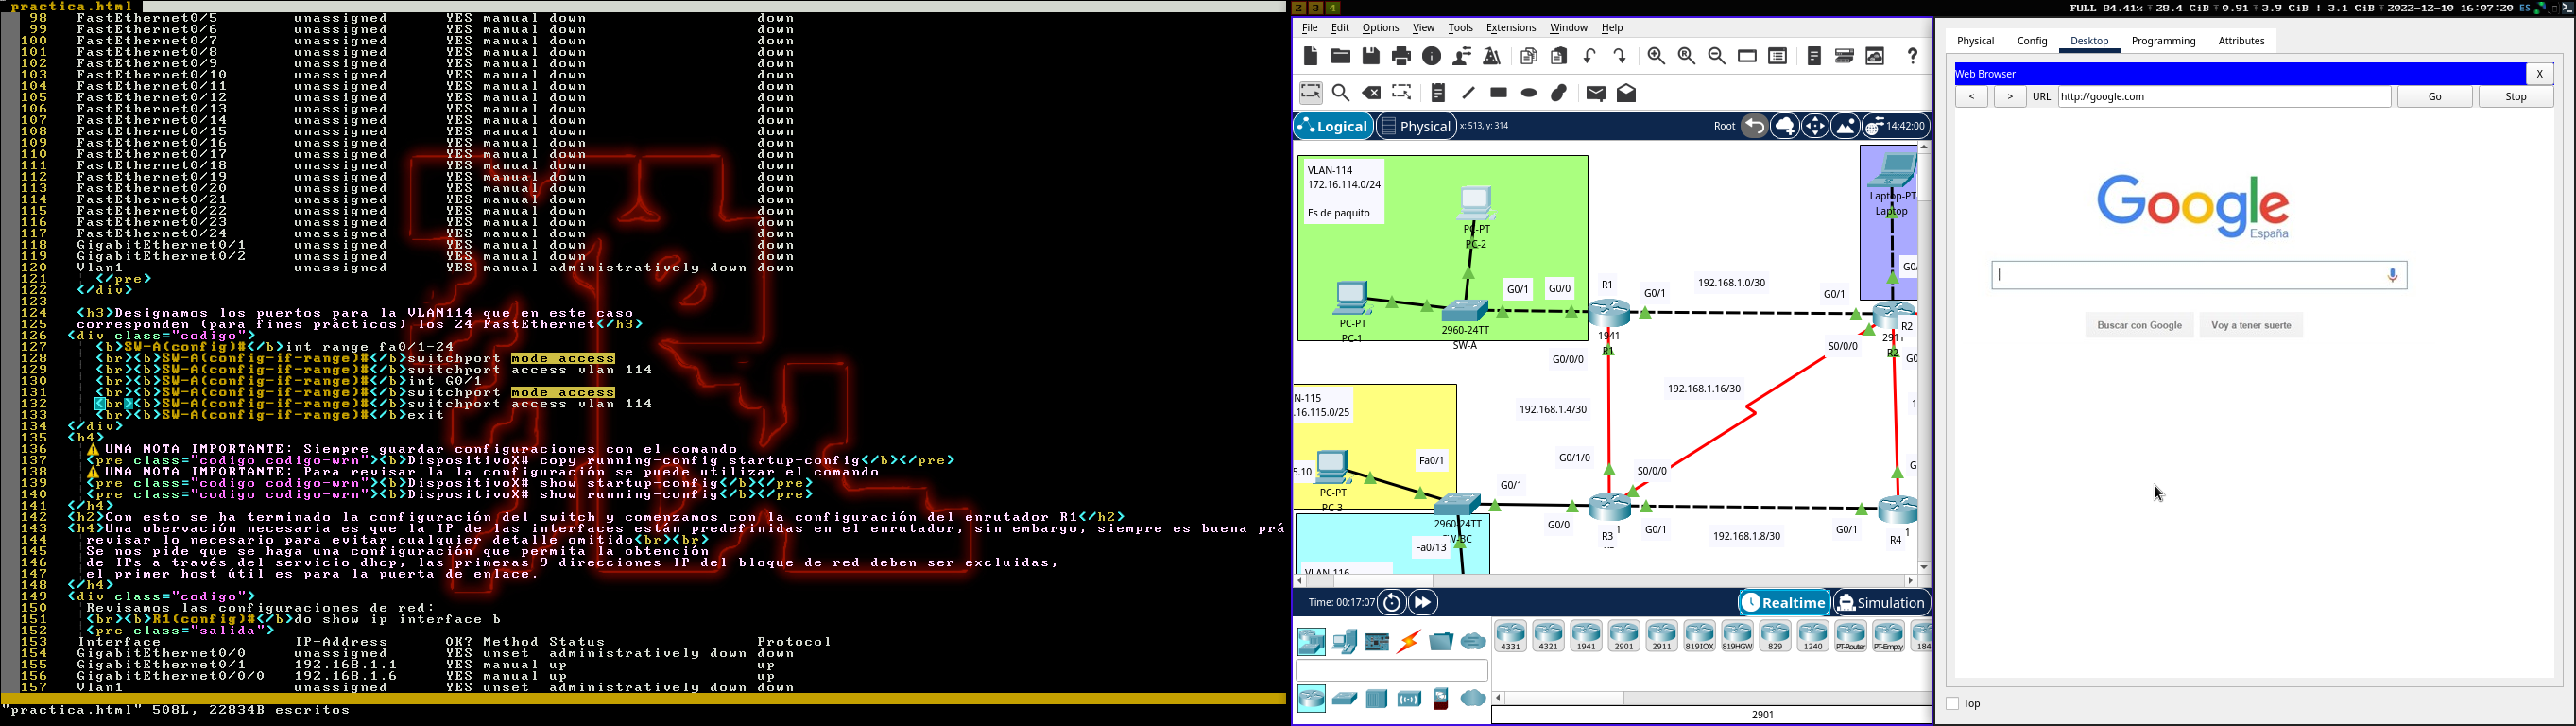 practica.html
98 FastEthernet0/5 unassigned YES manual down down
99 FastEthernet0/6 unassigned YES manual down down
100 FastEthernet0/7 unassigned YES manual down down
101 FastEthernet0/8 unassigned YES manual down down
102 FastEthernet0/9 unassigned YES manual down down
103 FastEthernet0/10 unassigned YES manual down down
104 FastEthernet0/11 unassigned YES manual down down
105 FastEthernet0/12 unassigned YES manual down down
106 FastEthernet0/13 unassigned YES manual down down
107 FastEthernet0/14 unassigned YES manual down down
108 FastEthernet0/15 unassigned YES manual down down
109 FastEthernet0/16 unassigned YES manual down down
110 FastEthernet0/17 unassigned YES manual down down
111 FastEthernet0/18 unassigned YES manual down down
112 FastEthernet0/19 unassigned YES manual down down
113 FastEthernet0/20 unassigned YES manual down down
114 FastEthernet0/21 unassigned YES manual down down
115 FastEthernet0/22 unassigned YES manual down down
116 FastEthernet0/23 unassigned YES manual down down
117 FastEthernet0/24 unassigned YES manual down down
118 GigabitEthernet0/1 unassigned YES manual down down
119 GigabitEthernet0/2 unassigned YES manual down down
120 Vlan1 unassigned YES manual administratively down down
121 </pre>
122 </div>
123
124 <h3>Designamos los puertos para la VLAN114 que en este caso
125 corresponden (para fines prácticos) los 24 FastEthernet</h3>
126 <div class="codigo">
127 <b>SW-A(config)#</b>int range fa0/1-24
128 <br><b>SW-A(config-if-range)#</b>switchport mode access
129 <br><b>SW-A(config-if-range)#</b>switchport access vlan 114
130 <br><b>SW-A(config-if-range)#</b>int G0/1
131 <br><b>SW-A(config-if-range)#</b>switchport mode access
132 <br><b>SW-A(config-if-range)#</b>switchport access vlan 114
133 <br><b>SW-A(config-if-range)#</b>exit
134 </div>
135 <h4>
136 ⚠ UNA NOTA IMPORTANTE: Siempre guardar configuraciones con el comando
137 <pre class="codigo codigo-wrn"><b>DispositivoX# copy running-config startup-config</b></pre>
138 ⚠ UNA NOTA IMPORTANTE: Para revisar la la configuración se puede utilizar el comando
139 <pre class="codigo codigo-wrn"><b>DispositivoX# show startup-config</b></pre>
140 <pre class="codigo codigo-wrn"><b>DispositivoX# show running-config</b></pre>
141 </h4>
142 <h2>Con esto se ha terminado la configuración del switch y comenzamos con la configuración del enrutador R1</h2>
143 <h4>Una obervación necesaria es que la IP de las interfaces están predefinidas en el enrutador, sin embargo, siempre es buena prá
144 revisar lo necesario para evitar cualquier detalle omitido<br><br>
145 Se nos pide que se haga una configuración que permita la obtención
146 de IPs a través del servicio dhcp, las primeras 9 direcciones IP del bloque de red deben ser excluidas,
147 el primer host útil es para la puerta de enlace.
148 </h4>
149 <div class="codigo">
150 Revisamos las configuraciones de red:
151 <br><b>R1(config)#</b>do show ip interface b
152 <pre class="salida">
153 Interface IP-Address OK? Method Status Protocol
154 GigabitEthernet0/0 unassigned YES unset administratively down down
155 GigabitEthernet0/1 192.168.1.1 YES manual up up
156 GigabitEthernet0/0/0 192.168.1.6 YES manual up up
157 Vlan1 unassigned YES unset administratively down down
"practica.html" 508L, 22834B escritos
2 3 4
FULL 84.41% 28.4 GiB 0.91 3.9 GiB 3.1 GiB 2022-12-10 16:07:20 ES
File Edit Options View Tools Extensions Window Help
?
Logical Physical x: 513, y: 314 Root 14:42:00
VLAN-114
172.16.114.0/24
Es de paquito
PC-PT
PC-2
PC-PT
PC-1
2960-24TT
SW-A
G0/1
G0/0
R1
1941
R1
G0/1
192.168.1.0/30
G0/1
Laptop-PT
Laptop
R2
R2
S0/0/0
G0/0/0
192.168.1.16/30
192.168.1.4/30
N-115
.16.115.0/25
5.10
PC-PT
PC 3
Fa0/1
2960-24TT
Fa0/13
G0/1
G0/0
G0/1/0
S0/0/0
R3
1
G0/1
192.168.1.8/30
G0/1
R4
1
VLAN 116
Time: 00:17:07 Realtime Simulation
4331 4321 1941 2901 2911 819IOX 819HGW 829 1240 PT-Router PT-Empty 184
2901
Physical Config Desktop Programming Attributes
Web Browser X
< > URL http://google.com Go Stop
Google
España
Buscar con Google Voy a tener suerte
Top